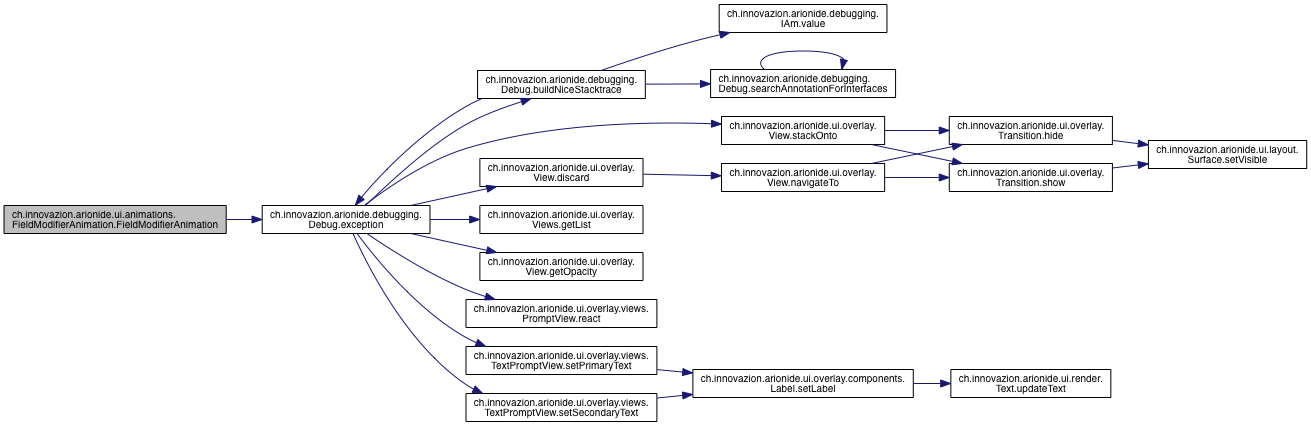 ch.innovazion.arionide.debugging.
IAm.value
ch.innovazion.arionide.debugging.
Debug.buildNiceStacktrace
ch.innovazion.arionide.debugging.
Debug.searchAnnotationForInterfaces
ch.innovazion.arionide.ui.overlay.
View.stackOnto
ch.innovazion.arionide.ui.overlay.
Transition.hide
ch.innovazion.arionide.ui.layout.
Surface.setVisible
ch.innovazion.arionide.ui.overlay.
View.discard
ch.innovazion.arionide.ui.overlay.
View.navigateTo
ch.innovazion.arionide.ui.overlay.
Transition.show
ch.innovazion.arionide.ui.animations.
FieldModifierAnimation.FieldModifierAnimation
ch.innovazion.arionide.debugging.
Debug.exception
ch.innovazion.arionide.ui.overlay.
Views.getList
ch.innovazion.arionide.ui.overlay.
View.getOpacity
ch.innovazion.arionide.ui.overlay.views.
PromptView.react
ch.innovazion.arionide.ui.overlay.views.
TextPromptView.setPrimaryText
ch.innovazion.arionide.ui.overlay.components.
Label.setLabel
ch.innovazion.arionide.ui.render.
Text.updateText
ch.innovazion.arionide.ui.overlay.views.
TextPromptView.setSecondaryText